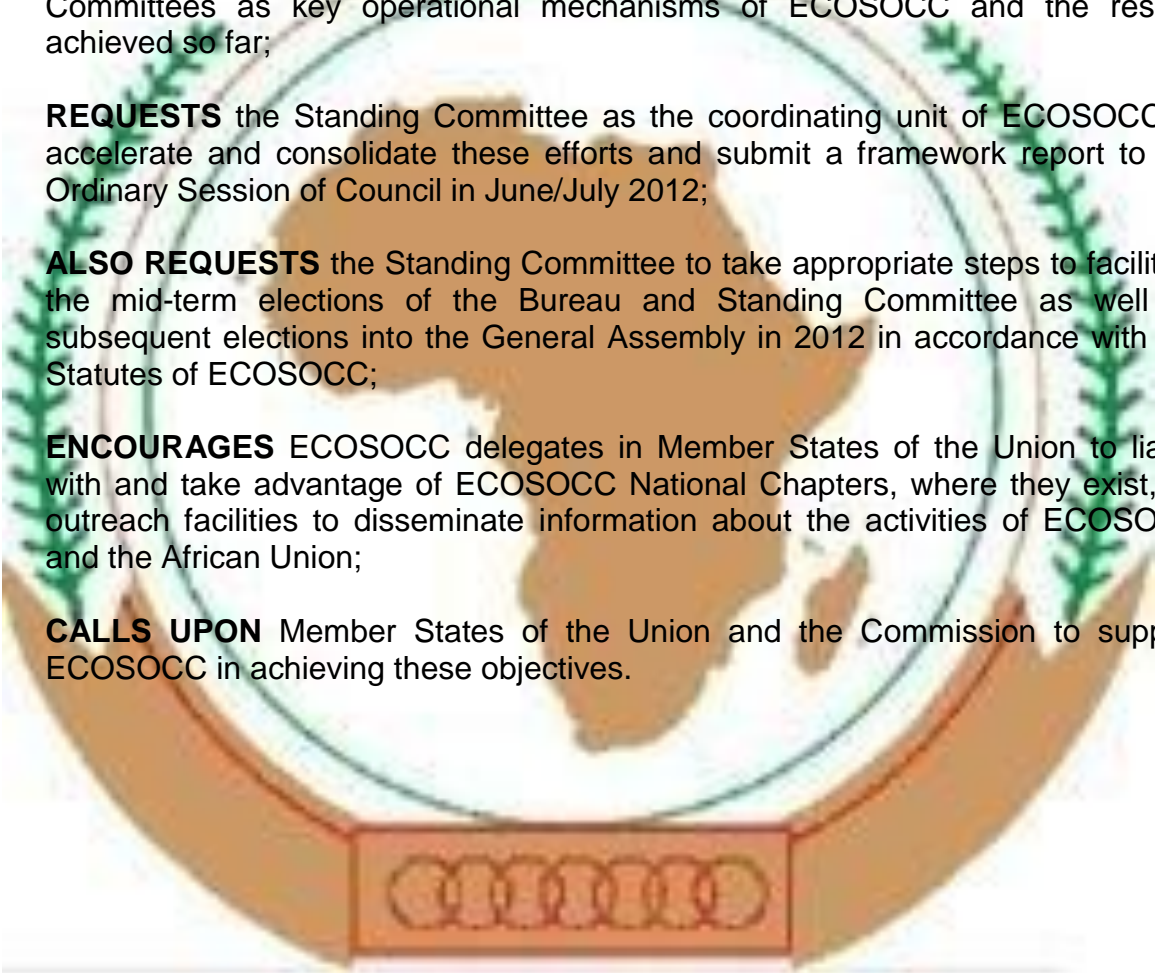 Committees as key operational mechanisms of ECOSOCC and the res
achieved so far;
REQUESTS the Standing Committee as the coordinating unit of ECOSOCC
accelerate and consolidate these efforts and submit a framework report to
Ordinary Session of Council in June/July 2012;
ALSO REQUESTS the Standing Committee to take appropriate steps to facilit
the mid-term elections of the Bureau and Standing Committee as well
subsequent elections into the General Assembly in 2012 in accordance with
Statutes of ECOSOCC;
ENCOURAGES ECOSOCC delegates in Member States of the Union to lia
with and take advantage of ECOSOCC National Chapters, where they exist,
outreach facilities to disseminate information about the activities of ECOSO
and the African Union;
CALLS UPON Member States of the Union and the Commission to supp
ECOSOCC in achieving these objectives.